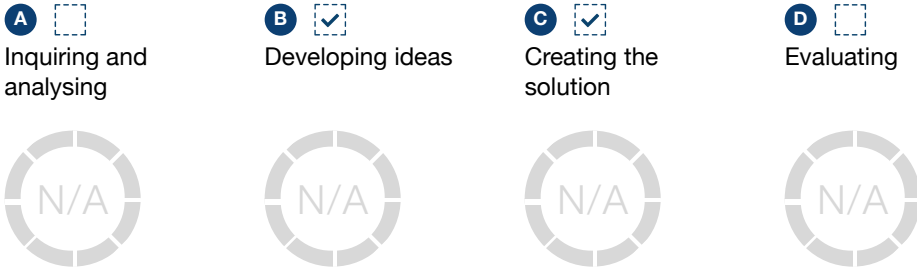 A
Inquiring and
analysing
N/A
B
Developing ideas
N/A
C
Creating the
solution
N/A
D
Evaluating
N/A